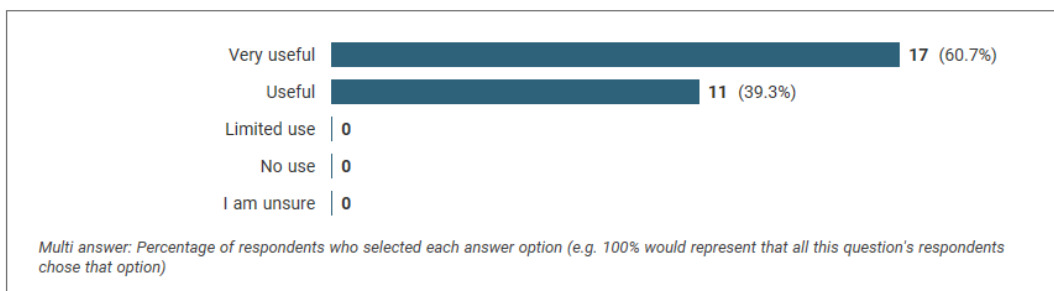 Very useful 17 (60.7%)
Useful 11 (39.3%)
Limited use 0
No use 0
I am unsure 0
Multi answer: Percentage of respondents who selected each answer option (e.g. 100% would represent that all this question's respondents
chose that option)